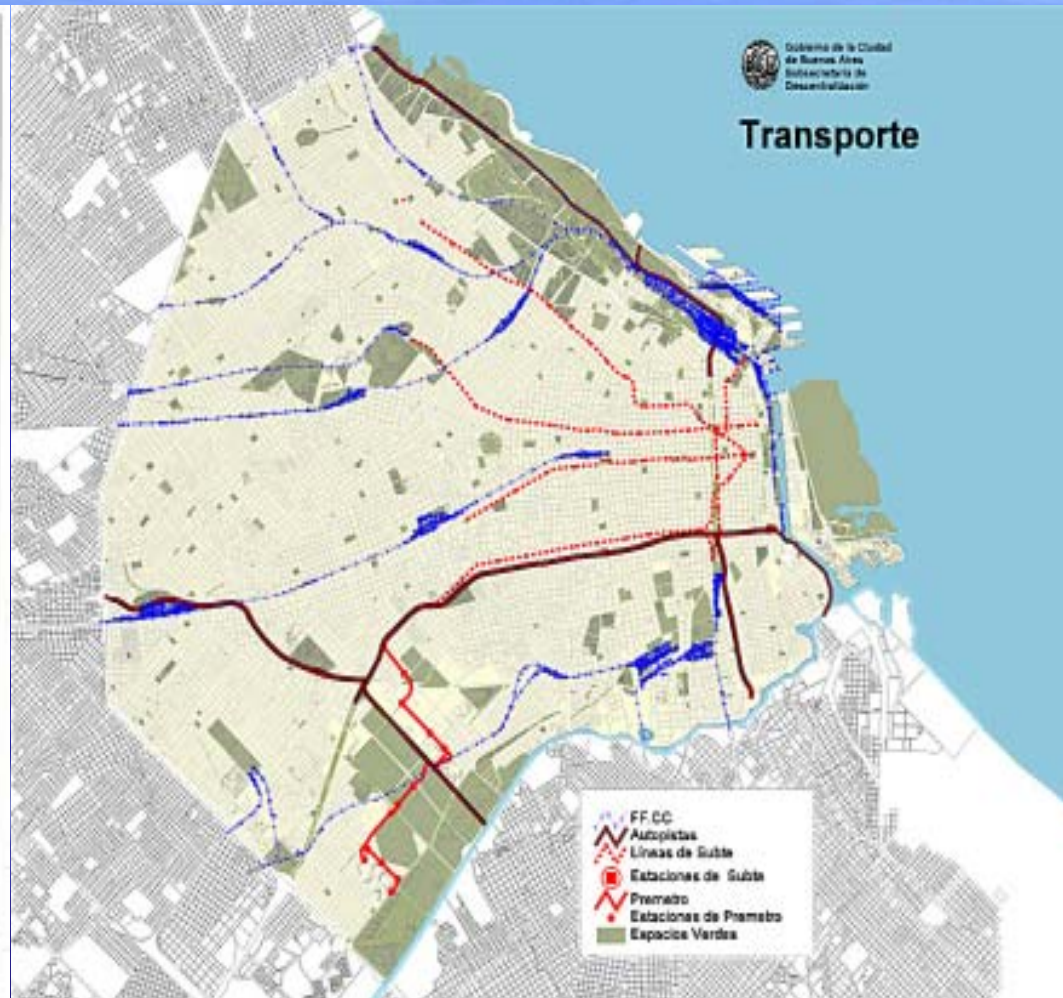 Gobierno de la Ciudad
de Buenos Aires
Subsecretaría de
Descentralización
Transporte
FF.CC
Autopistas
Líneas de Subte
Estaciones de Subte
Premetro
Estaciones de Premetro
Espacios Verdes